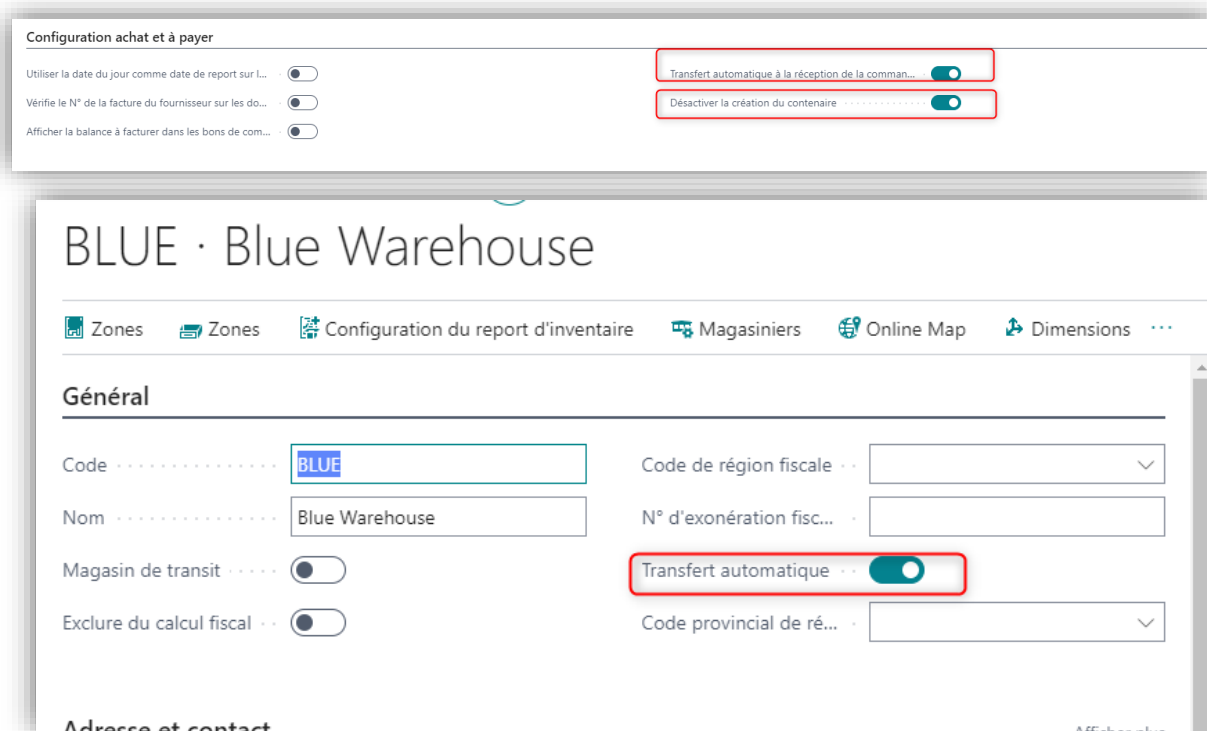 Configuration achat et à payer
Utiliser la date du jour comme date de report sur l...
Transfert automatique à la réception de la comman...
Vérifie le N° de la facture du fournisseur sur les do...
Désactiver la création du contenaire
Afficher la balance à facturer dans les bons de com...
BLUE · Blue Warehouse
Zones Zones Configuration du report d'inventaire Magasiniers Online Map Dimensions ...
Général
Code BLUE Code de région fiscale
Nom Blue Warehouse N° d'exonération fisc...
Magasin de transit Transfert automatique
Exclure du calcul fiscal Code provincial de ré...
Adresse et contact
Afficher plus